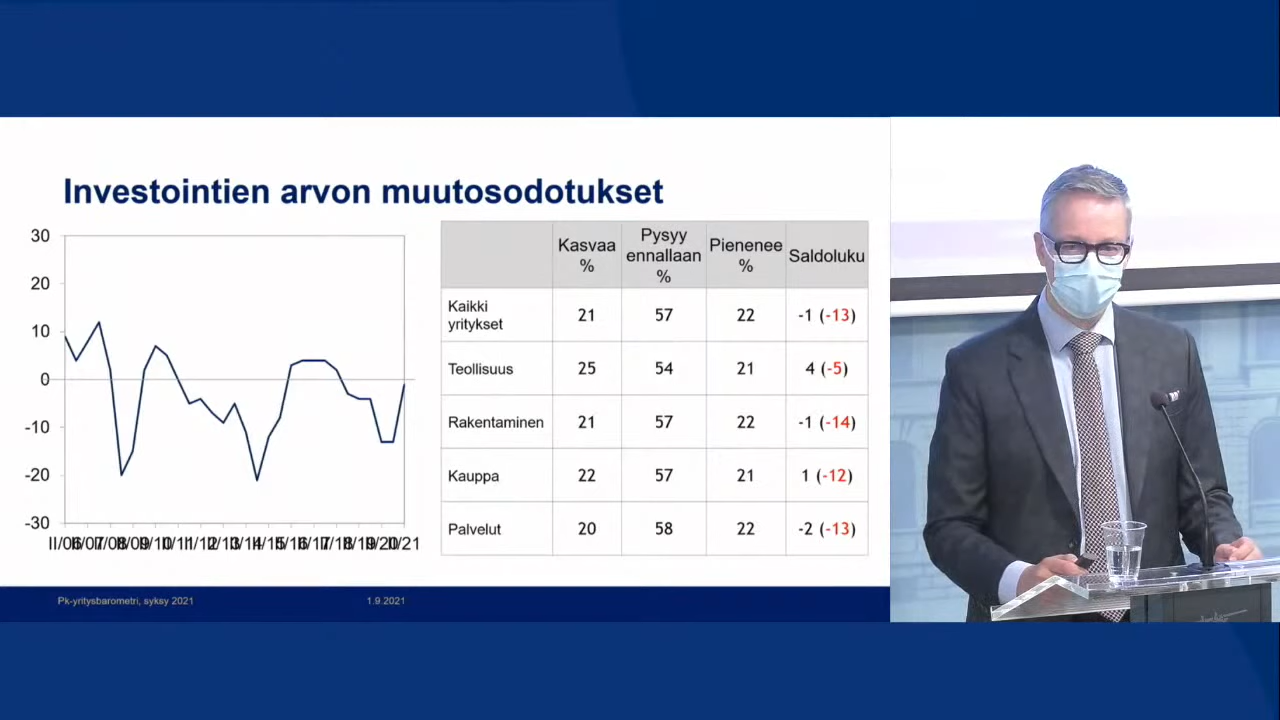 Investointien arvon muutosodotukset
30
20
10
0
-10
-20
-30
Kasvaa % Pysyy ennallaan % Pienenee % Saldoluku
Kaikki yritykset 21 57 22 -1 (-13)
Teollisuus 25 54 21 4 (-5)
Rakentaminen 21 57 22 -1 (-14)
Kauppa 22 57 21 1 (-12)
Palvelut 20 58 22 -2 (-13)
Pk-yritysbarometri, syksy 2021 1.9.2021